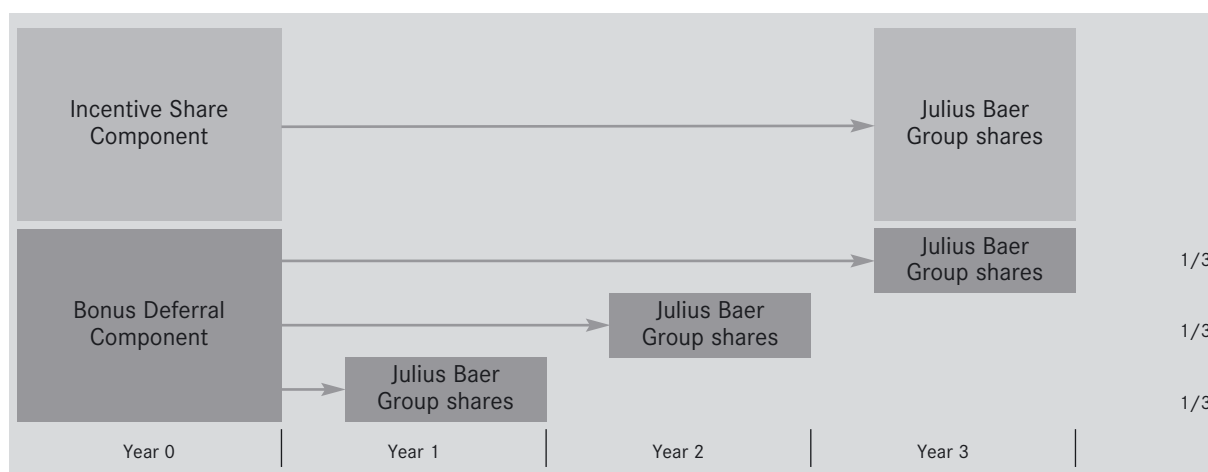 Incentive Share
Component
Julius Baer
Group shares
Bonus Deferral
Component
Julius Baer
Group shares
1/3
Julius Baer
Group shares
1/3
Julius Baer
Group shares
1/3
Year 0
Year 1
Year 2
Year 3